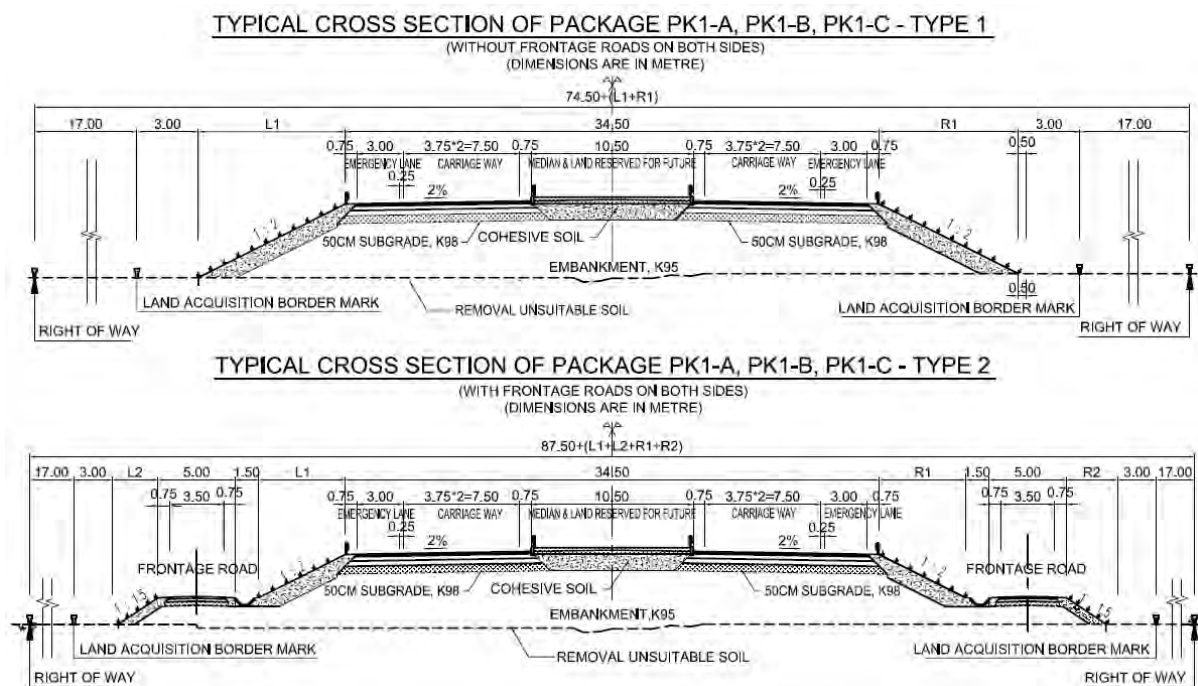 TYPICAL CROSS SECTION OF PACKAGE PK1-A, PK1-B, PK1-C - TYPE 1
(WITHOUT FRONTAGE ROADS ON BOTH SIDES)
(DIMENSIONS ARE IN METRE)
74.50+(L1+R1)
17.00 3.00 L1 34.50 R1 3.00 17.00
0.75 3.00 3.75*2=7.50 0.75 10.50 0.75 3.75*2=7.50 3.00 0.75 0.50
EMERGENCY LANE CARRIAGE WAY MEDIAN & LAND RESERVED FOR FUTURE CARRIAGE WAY EMERGENCY LANE
0.25 0.25
2% 2%
1:2 1:2
50CM SUBGRADE, K98 COHESIVE SOIL 50CM SUBGRADE, K98
EMBANKMENT, K95
0.50
LAND ACQUISITION BORDER MARK REMOVAL UNSUITABLE SOIL LAND ACQUISITION BORDER MARK
RIGHT OF WAY RIGHT OF WAY
TYPICAL CROSS SECTION OF PACKAGE PK1-A, PK1-B, PK1-C - TYPE 2
(WITH FRONTAGE ROADS ON BOTH SIDES)
(DIMENSIONS ARE IN METRE)
87.50+(L1+L2+R1+R2)
17.00 3.00 L2 5.00 1.50 L1 34.50 R1 1.50 5.00 R2 3.00 17.00
0.75 3.50 0.75 0.75 3.00 3.75*2=7.50 0.75 10.50 0.75 3.75*2=7.50 3.00 0.75 0.75 3.50 0.75
EMERGENCY LANE CARRIAGE WAY MEDIAN & LAND RESERVED FOR FUTURE CARRIAGE WAY EMERGENCY LANE
0.25 0.25
2% 2%
FRONTAGE ROAD FRONTAGE ROAD
1:2
50CM SUBGRADE, K98 COHESIVE SOIL 50CM SUBGRADE, K98
EMBANKMENT,K95
LAND ACQUISITION BORDER MARK REMOVAL UNSUITABLE SOIL LAND ACQUISITION BORDER MARK
RIGHT OF WAY RIGHT OF WAY